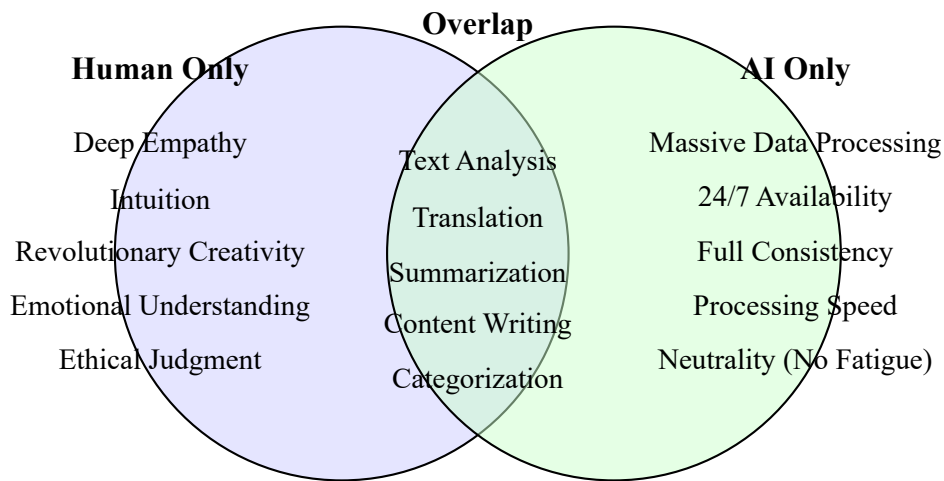 Overlap
Human Only
AI Only
Deep Empathy
Intuition
Revolutionary Creativity
Emotional Understanding
Ethical Judgment
Text Analysis
Translation
Summarization
Content Writing
Categorization
Massive Data Processing
24/7 Availability
Full Consistency
Processing Speed
Neutrality (No Fatigue)